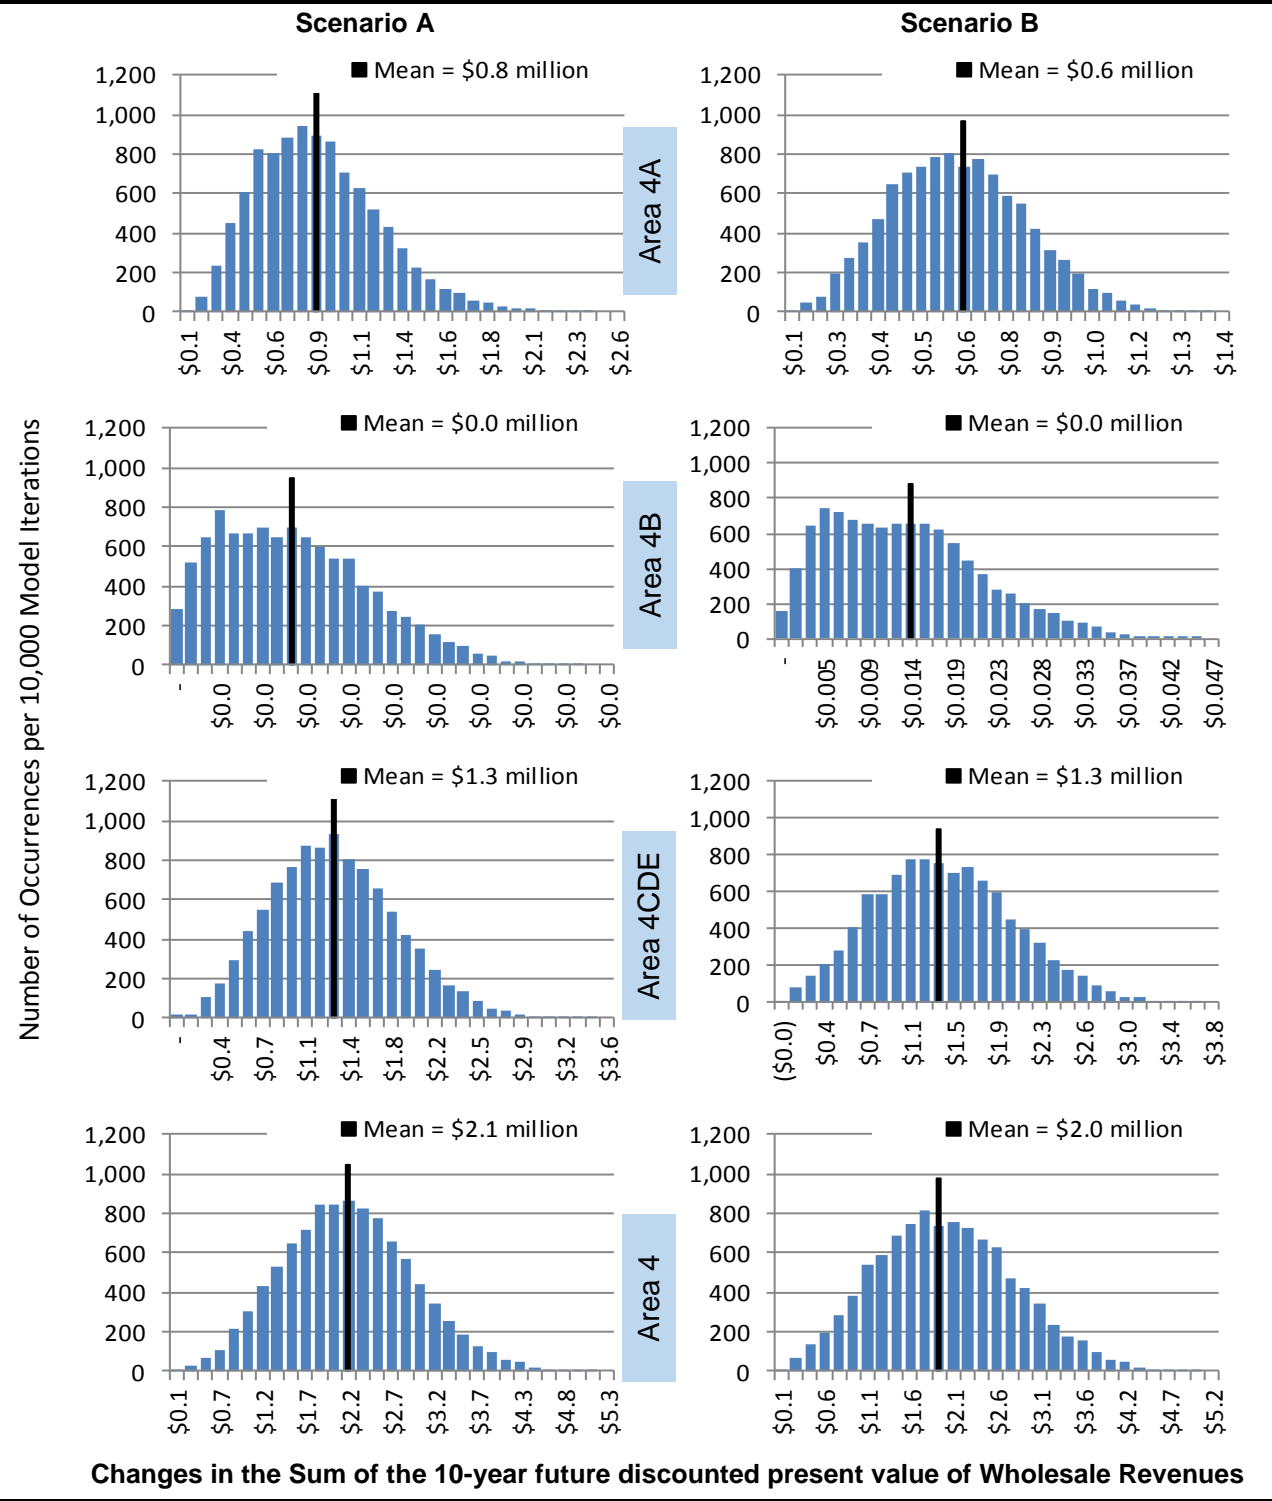 Scenario A
Scenario B
Number of Occurrences per 10,000 Model Iterations
Mean = $0.8 million
1,200
1,000
800
600
400
200
0
$0.1 $0.4 $0.6 $0.9 $1.1 $1.4 $1.6 $1.8 $2.1 $2.3 $2.6
Area 4A
Mean = $0.6 million
1,200
1,000
800
600
400
200
0
$0.1 $0.3 $0.4 $0.5 $0.6 $0.8 $0.9 $1.0 $1.2 $1.3 $1.4
Mean = $0.0 million
1,200
1,000
800
600
400
200
0
- $0.0 $0.0 $0.0 $0.0 $0.0 $0.0 $0.0 $0.0 $0.0 $0.0
Area 4B
Mean = $0.0 million
1,200
1,000
800
600
400
200
0
- $0.005 $0.009 $0.014 $0.019 $0.023 $0.028 $0.033 $0.037 $0.042 $0.047
Mean = $1.3 million
1,200
1,000
800
600
400
200
0
- $0.4 $0.7 $1.1 $1.4 $1.8 $2.2 $2.5 $2.9 $3.2 $3.6
Area 4CDE
Mean = $1.3 million
1,200
1,000
800
600
400
200
0
($0.0) $0.4 $0.7 $1.1 $1.5 $1.9 $2.3 $2.6 $3.0 $3.4 $3.8
Mean = $2.1 million
1,200
1,000
800
600
400
200
0
$0.1 $0.7 $1.2 $1.7 $2.2 $2.7 $3.2 $3.7 $4.3 $4.8 $5.3
Area 4
Mean = $2.0 million
1,200
1,000
800
600
400
200
0
$0.1 $0.6 $1.1 $1.6 $2.1 $2.6 $3.1 $3.6 $4.2 $4.7 $5.2
Changes in the Sum of the 10-year future discounted present value of Wholesale Revenues